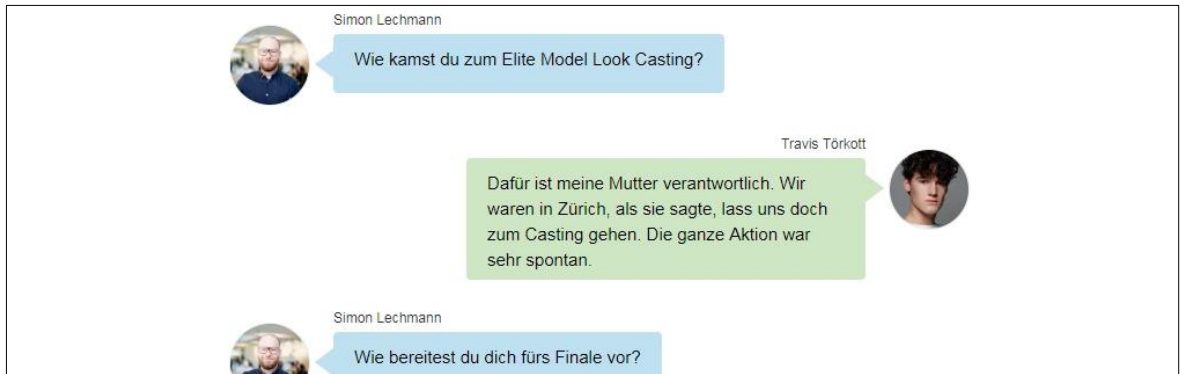 Simon Lechmann
Wie kamst du zum Elite Model Look Casting?
Travis Törkott
Dafür ist meine Mutter verantwortlich. Wir
waren in Zürich, als sie sagte, lass uns doch
zum Casting gehen. Die ganze Aktion war
sehr spontan.
Simon Lechmann
Wie bereitest du dich fürs Finale vor?